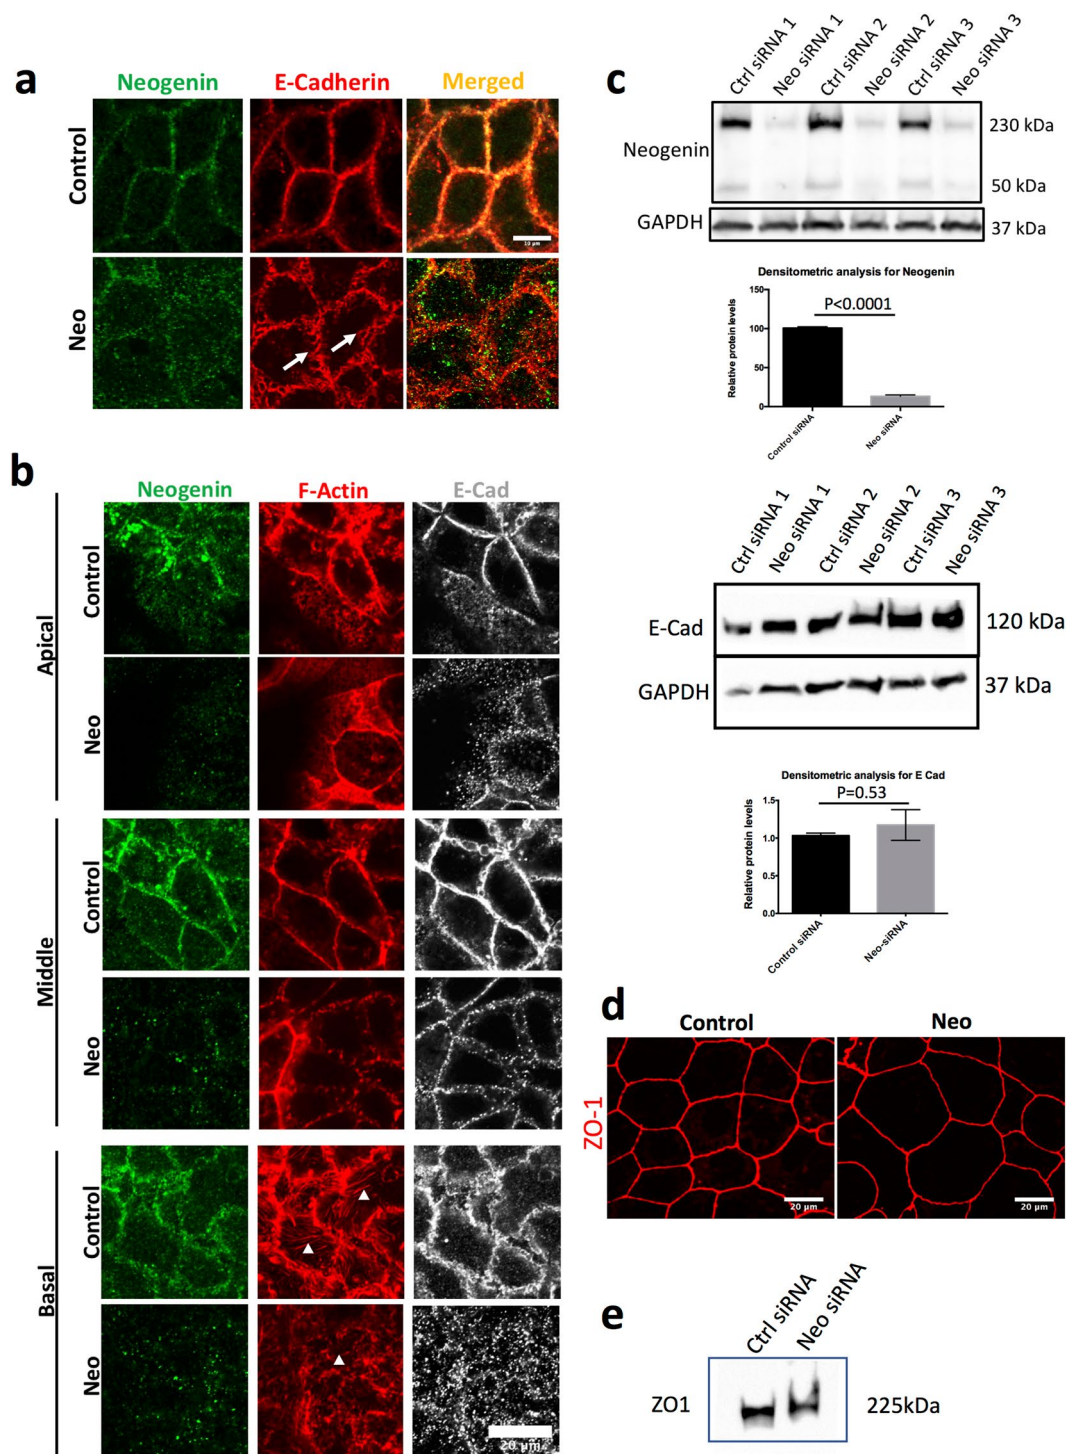 a
Neogenin
E-Cadherin
Merged
Control
Neo
10 µm
b
Neogenin
F-Actin
E-Cad
Apical
Control
Neo
Middle
Control
Neo
Basal
Control
Neo
20 µm
c
Ctrl siRNA 1
Neo siRNA 1
Ctrl siRNA 2
Neo siRNA 2
Ctrl siRNA 3
Neo siRNA 3
Neogenin
230 kDa
50 kDa
GAPDH
37 kDa
Densitometric analysis for Neogenin
P<0.0001
Relative protein levels
150
100
50
0
Control siRNA
Neo siRNA
Ctrl siRNA 1
Neo siRNA 1
Ctrl siRNA 2
Neo siRNA 2
Ctrl siRNA 3
Neo siRNA 3
E-Cad
120 kDa
GAPDH
37 kDa
Densitometric analysis for E Cad
P=0.53
Relative protein levels
1.5
1.0
0.5
0.0
Control siRNA
Neo-siRNA
d
Control
Neo
ZO-1
20 µm
20 µm
e
Ctrl siRNA
Neo siRNA
ZO1
225kDa